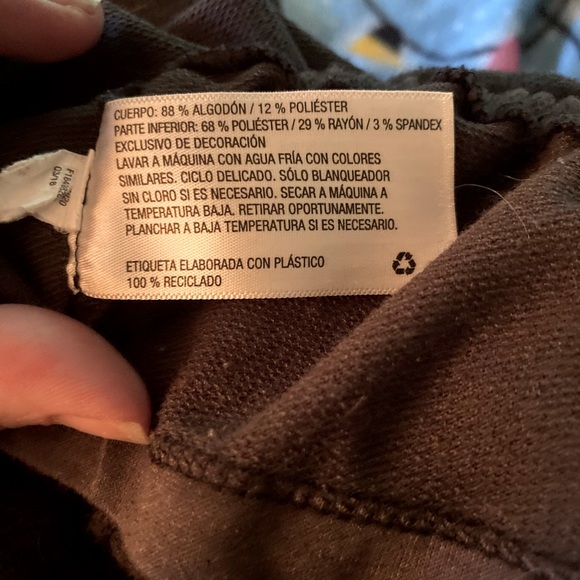 CUERPO: 88 % ALGODÓN / 12 % POLIÉSTER
PARTE INFERIOR: 68 % POLIÉSTER / 29 % RAYÓN / 3 % SPANDEX
EXCLUSIVO DE DECORACIÓN
LAVAR A MÁQUINA CON AGUA FRÍA CON COLORES
SIMILARES. CICLO DELICADO. SÓLO BLANQUEADOR
SIN CLORO SI ES NECESARIO. SECAR A MÁQUINA A
TEMPERATURA BAJA. RETIRAR OPORTUNAMENTE.
PLANCHAR A BAJA TEMPERATURA SI ES NECESARIO.
ETIQUETA ELABORADA CON PLÁSTICO
100 % RECICLADO